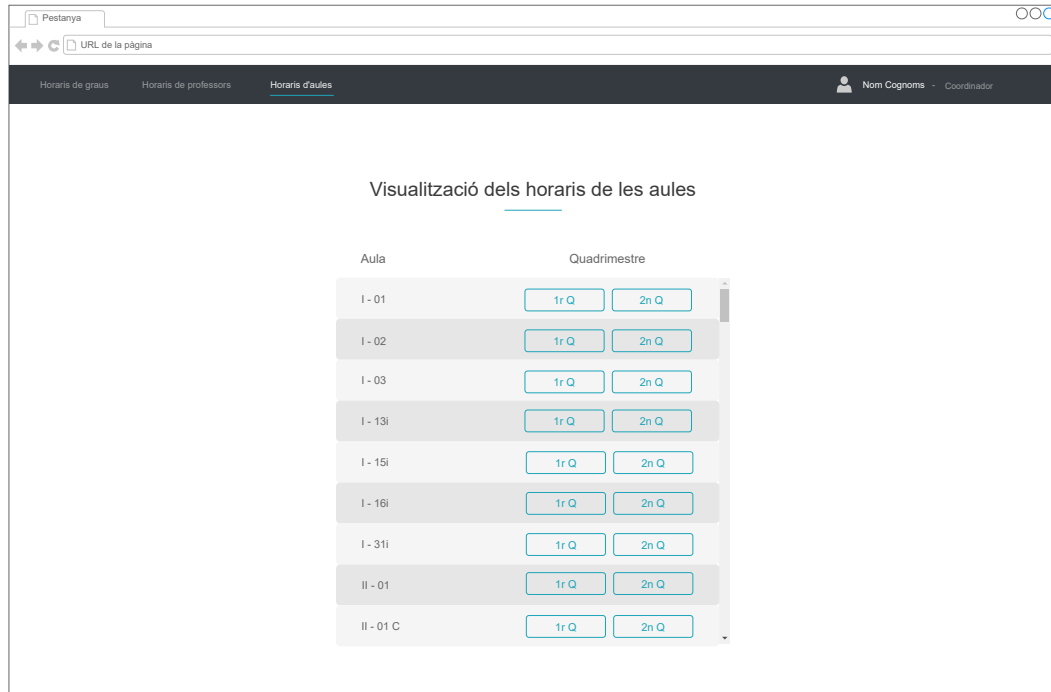 Pestanya
URL de la pàgina
Horaris de graus Horaris de professors Horaris d'aules Nom Cognoms - Coordinador
Visualització dels horaris de les aules
Aula Quadrimestre
I - 01 1r Q 2n Q
I - 02 1r Q 2n Q
I - 03 1r Q 2n Q
I - 13i 1r Q 2n Q
I - 15i 1r Q 2n Q
I - 16i 1r Q 2n Q
I - 31i 1r Q 2n Q
II - 01 1r Q 2n Q
II - 01 C 1r Q 2n Q